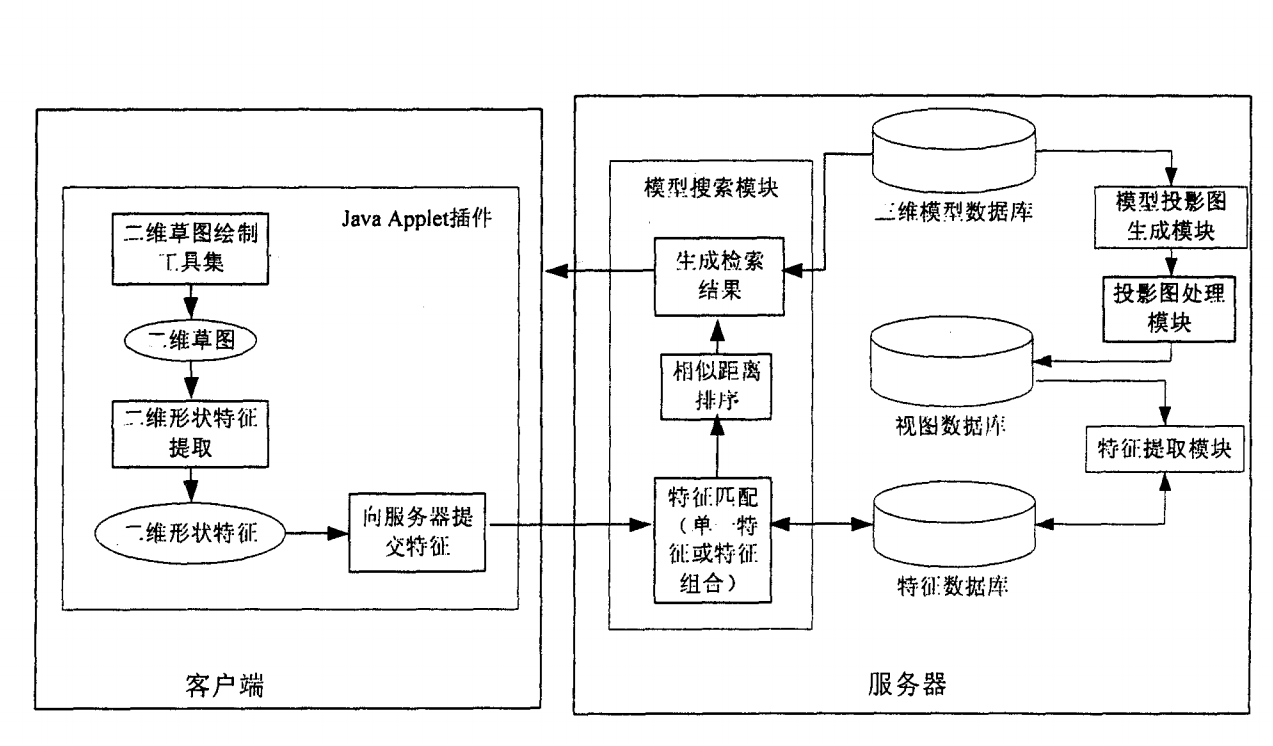 Java Applet插件
二维草图绘制
工具集
二维草图
二维形状特征
提取
二维形状特征
向服务器提
交特征
客户端
模型搜索模块
生成检索
结果
相似距离
排序
特征匹配
（单一特
征或特征
组合）
三维模型数据库
模型投影图
生成模块
投影图处理
模块
视图数据库
特征提取模块
特征数据库
服务器